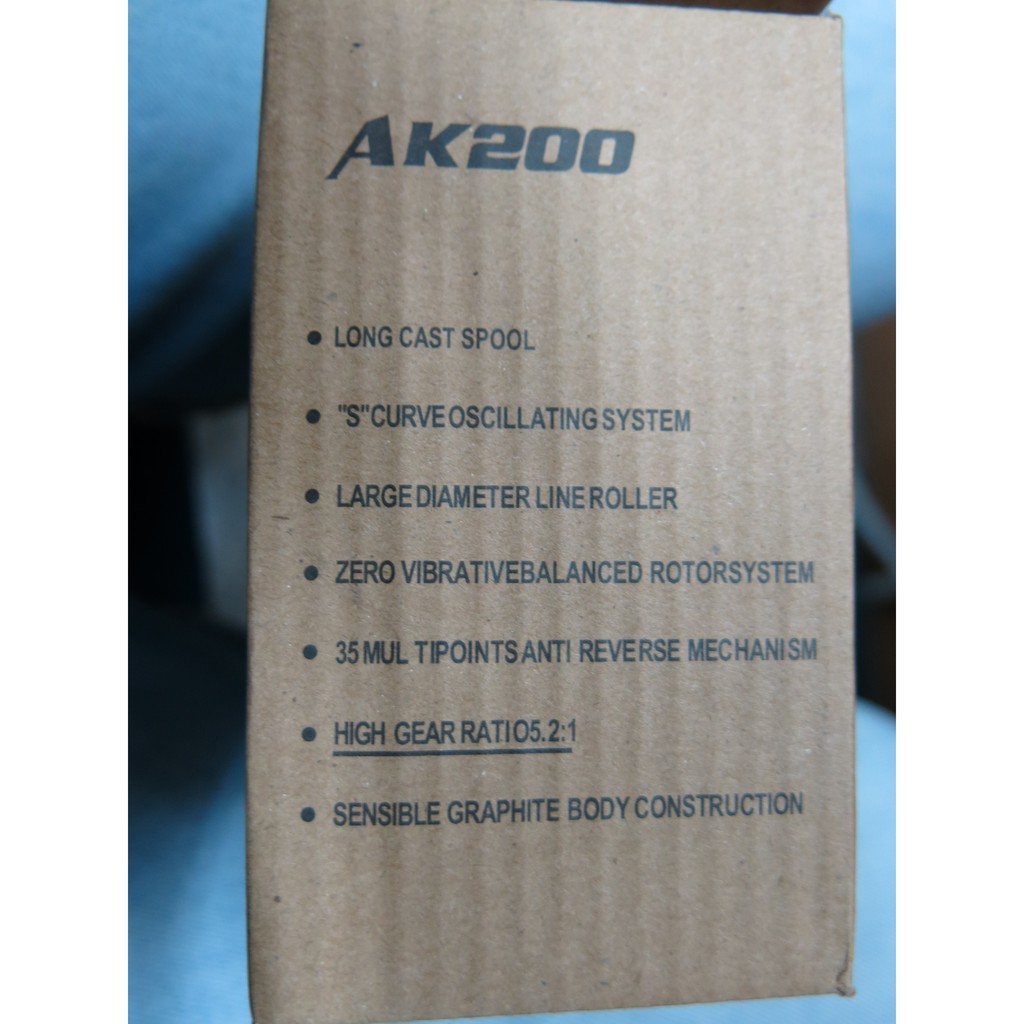 AK200
• LONG CAST SPOOL
• "S"CURVE OSCILLATING SYSTEM
• LARGE DIAMETER LINE ROLLER
• ZERO VIBRATIVEBALANCED ROTORSYSTEM
• 35 MUL TIPOINTS ANTI REVERSE MECHANISM
• HIGH GEAR RATIO5.2:1
• SENSIBLE GRAPHITE BODY CONSTRUCTION